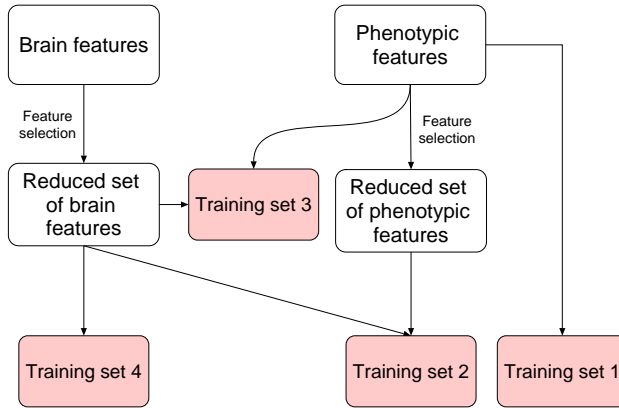 Brain features
Phenotypic
features
Feature
selection
Feature
selection
Reduced set
of brain
features
Training set 3
Reduced set
of phenotypic
features
Training set 4
Training set 2
Training set 1